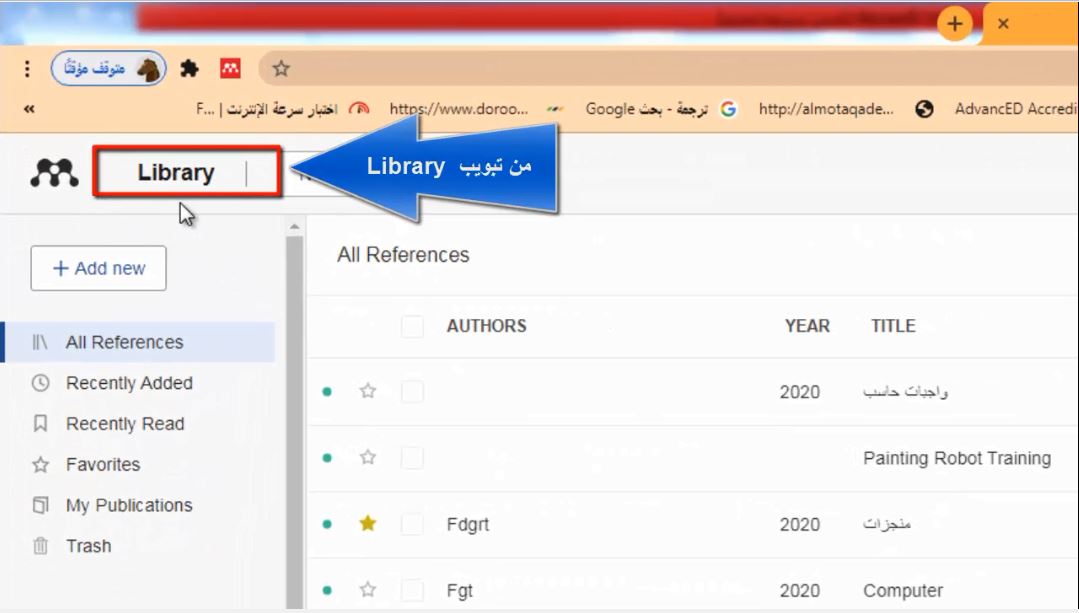 متوقف مؤقتًا
اختبار سرعة الإنترنت | F...
https://www.doroo...
ترجمة - بحث Google
http://almotaqade...
AdvancED Accredi
Library
من تبويب Library
+ Add new
All References
Recently Added
Recently Read
Favorites
My Publications
Trash
All References
AUTHORS YEAR TITLE
2020 واجبات حاسب
Painting Robot Training
Fdgrt 2020 منجزات
Fgt 2020 Computer